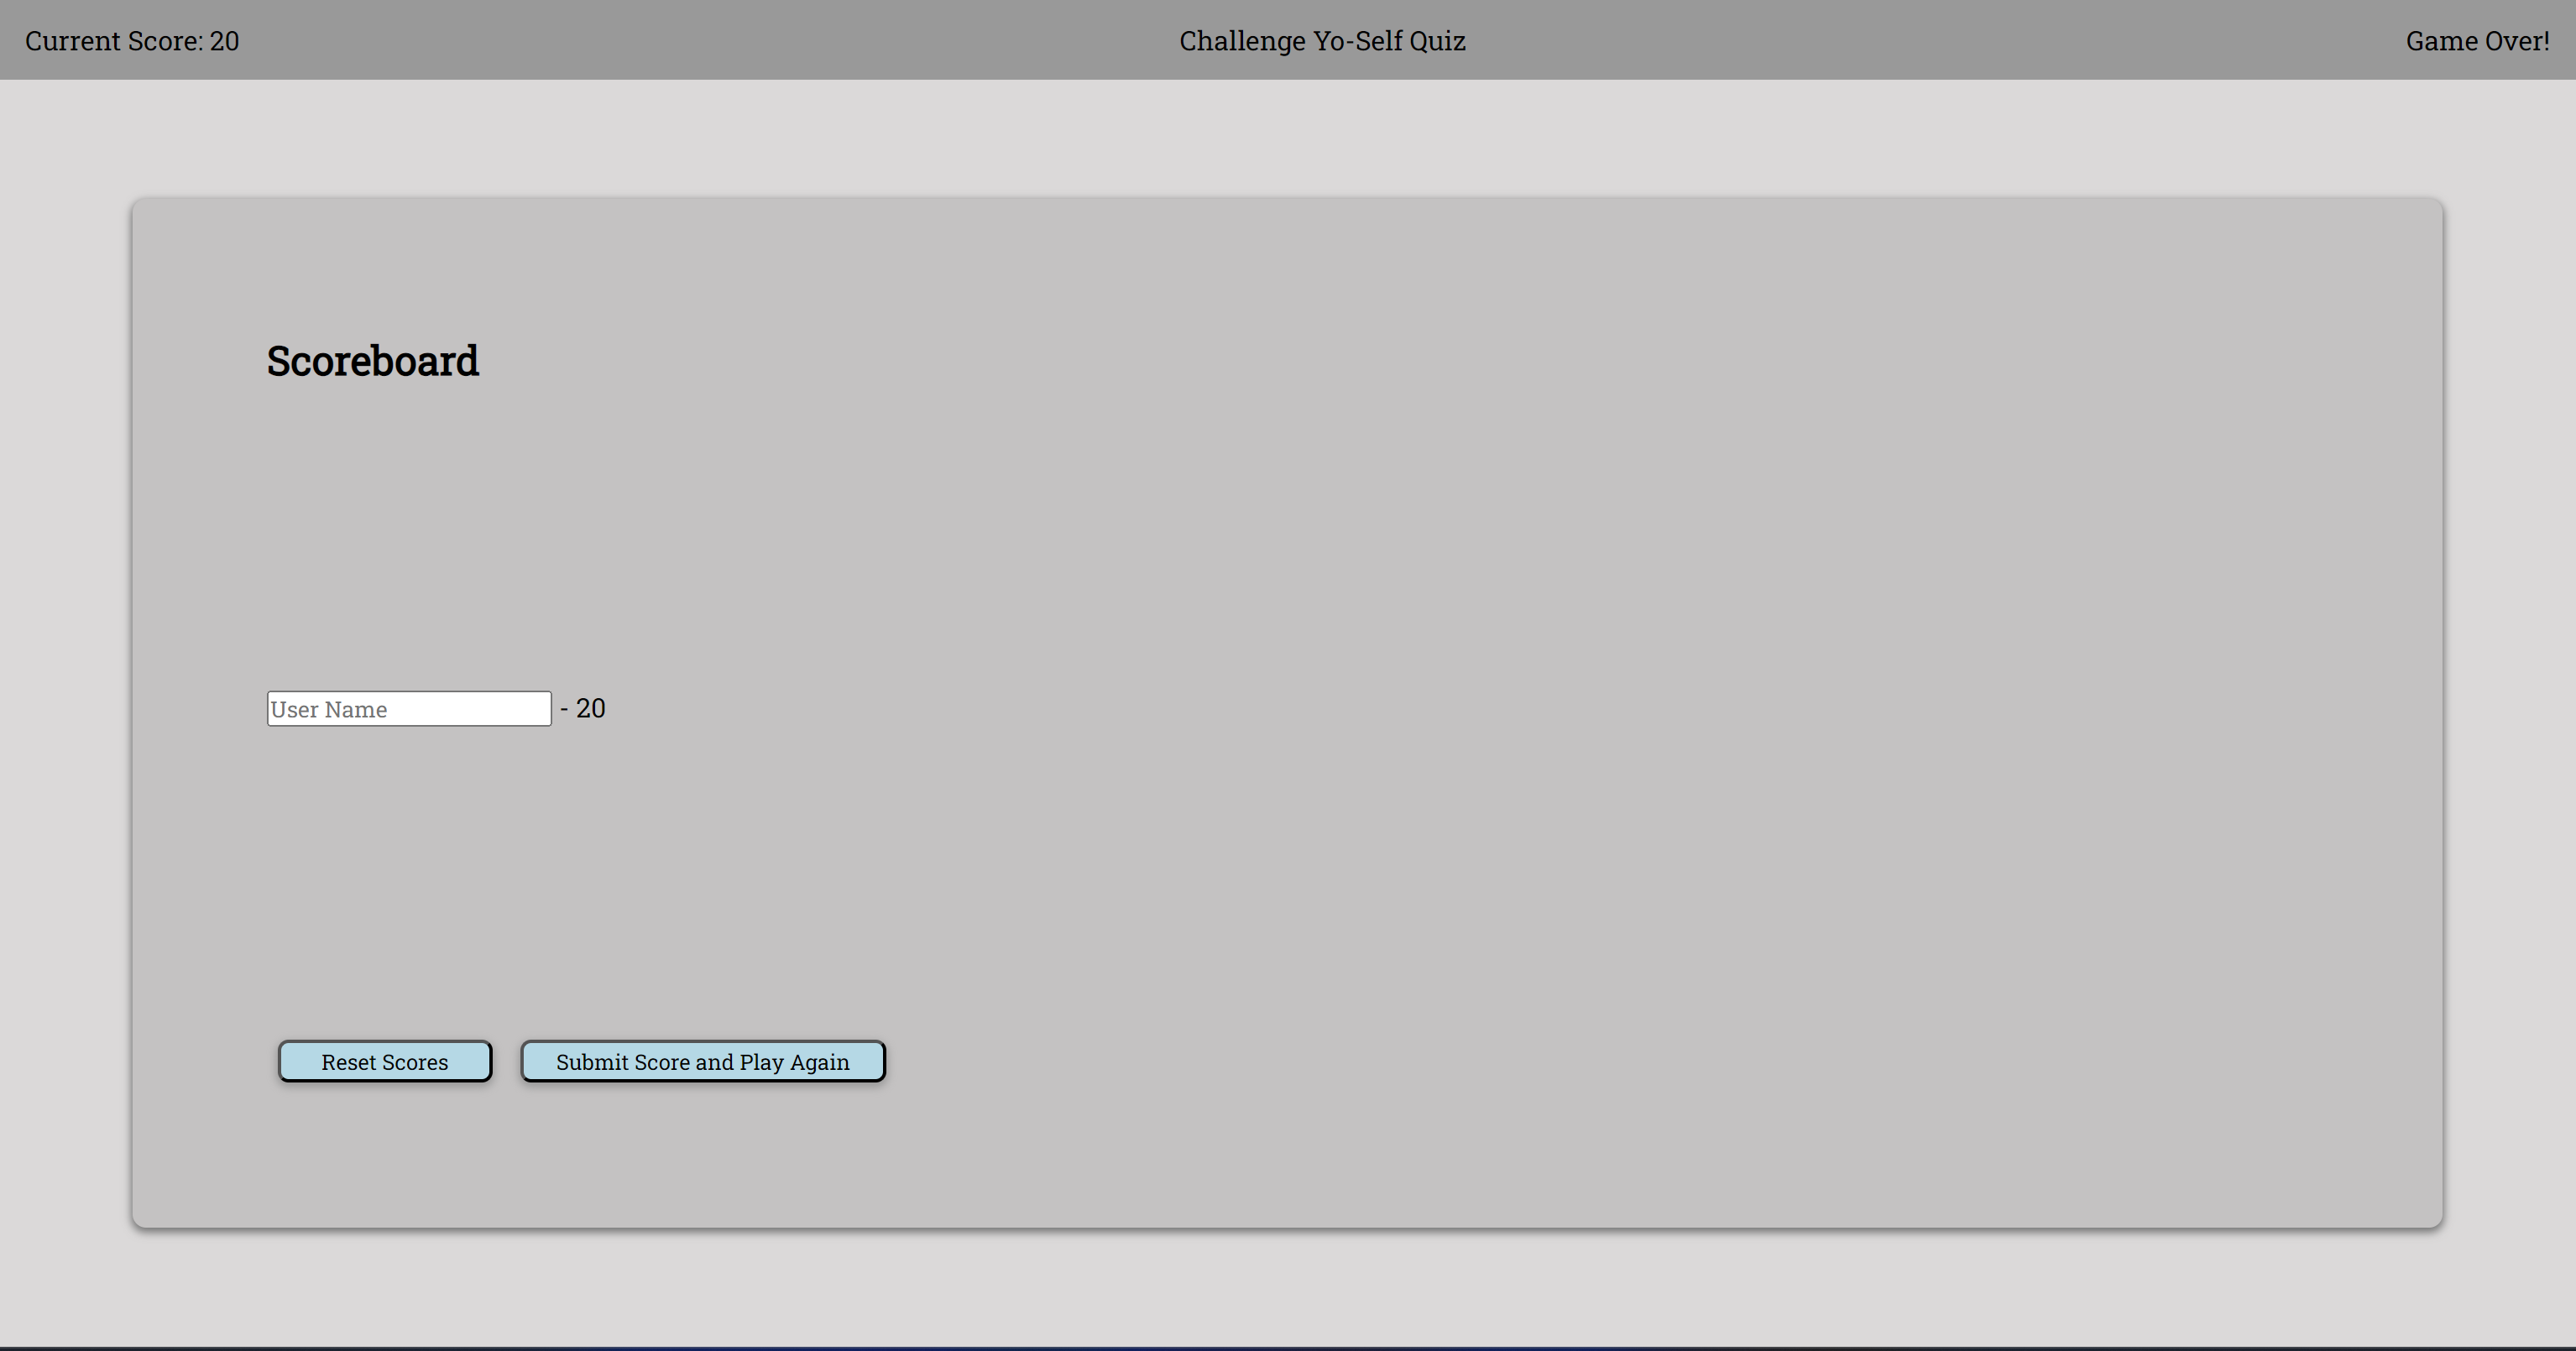 Current Score: 20
Challenge Yo-Self Quiz
Game Over!
Scoreboard
User Name - 20
Reset Scores
Submit Score and Play Again